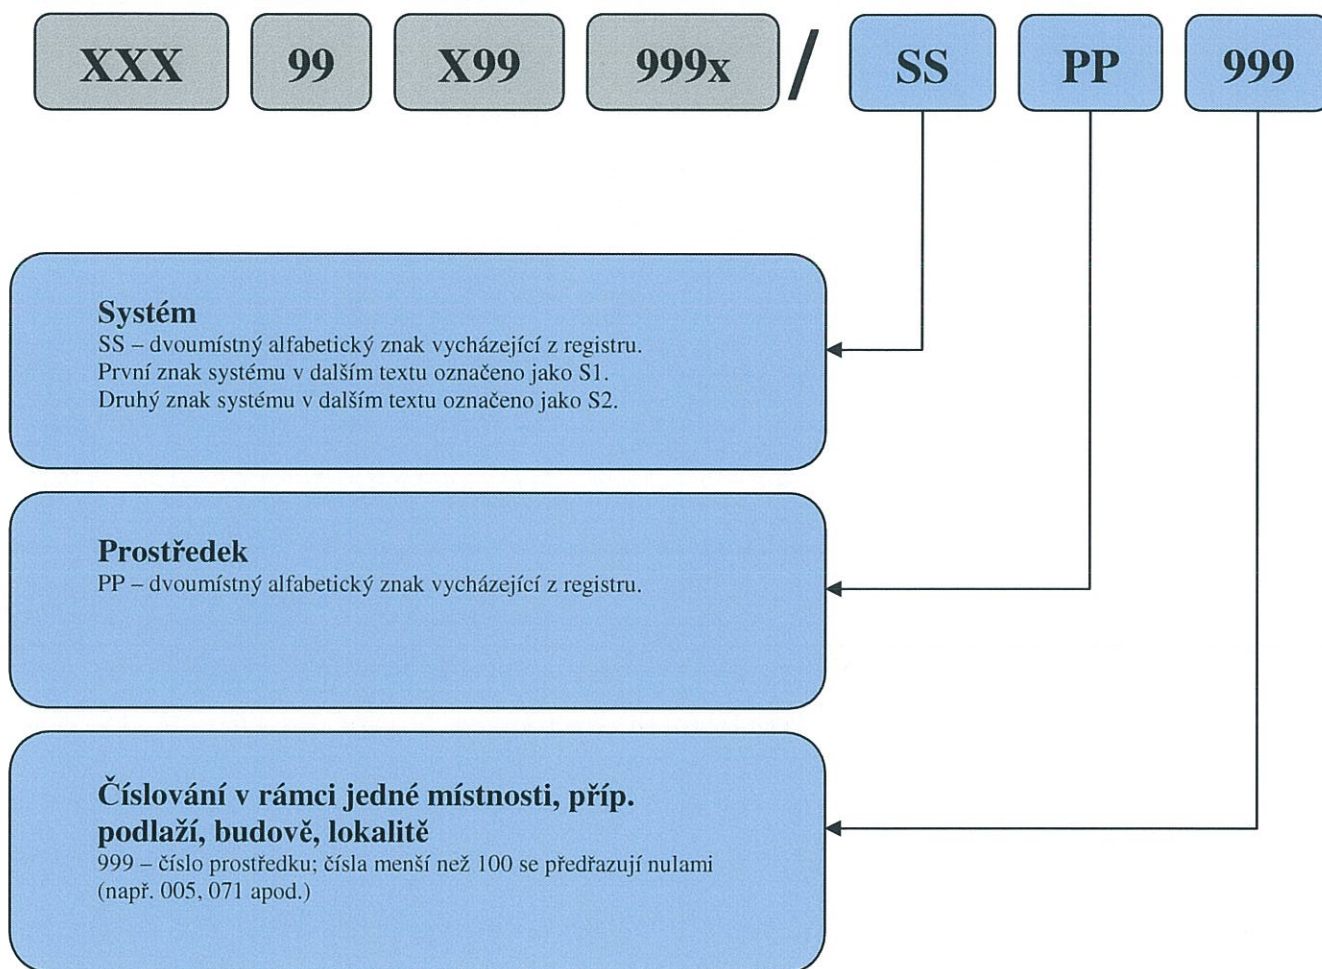 XXX 99 X99 999x / SS PP 999
Systém
SS – dvoumístný alfabetický znak vycházející z registru.
První znak systému v dalším textu označeno jako S1.
Druhý znak systému v dalším textu označeno jako S2.
Prostředek
PP – dvoumístný alfabetický znak vycházející z registru.
Číslování v rámci jedné místnosti, příp.
podlaží, budově, lokalitě
999 – číslo prostředku; čísla menší než 100 se předřazují nulami
(např. 005, 071 apod.)